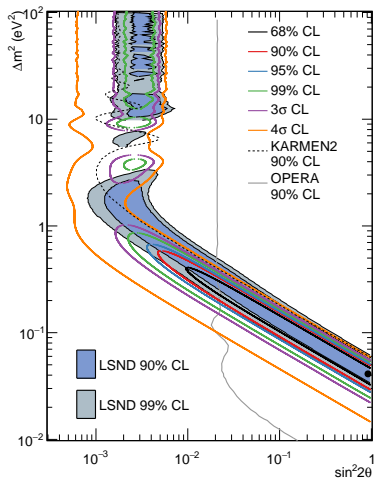 Δm² (eV²)
10²
10
1
10⁻¹
10⁻²
68% CL
90% CL
95% CL
99% CL
3σ CL
4σ CL
KARMEN2
90% CL
OPERA
90% CL
LSND 90% CL
LSND 99% CL
10⁻³
10⁻²
10⁻¹
1
sin²2θ